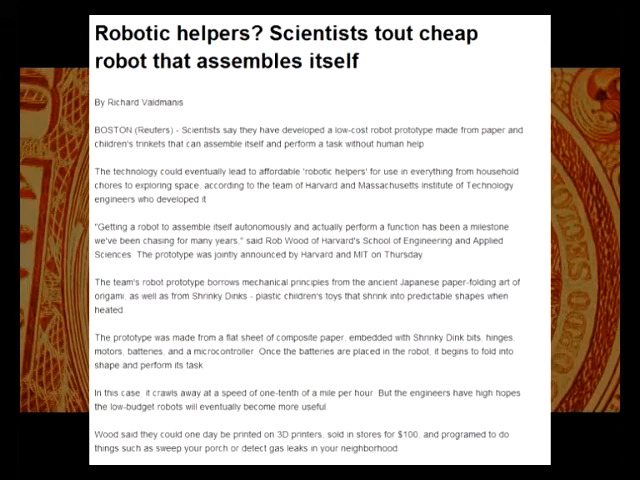 Robotic helpers? Scientists tout cheap
robot that assembles itself
By Richard Valdmanis
BOSTON (Reuters) - Scientists say they have developed a low-cost robot prototype made from paper and
children's trinkets that can assemble itself and perform a task without human help
The technology could eventually lead to affordable 'robotic helpers' for use in everything from household
chores to exploring space, according to the team of Harvard and Massachusetts Institute of Technology
engineers who developed it
"Getting a robot to assemble itself autonomously and actually perform a function has been a milestone
we've been chasing for many years," said Rob Wood of Harvard's School of Engineering and Applied
Sciences. The prototype was jointly announced by Harvard and MIT on Thursday
The team's robot prototype borrows mechanical principles from the ancient Japanese paper-folding art of
origami, as well as from Shrinky Dinks - plastic children's toys that shrink into predictable shapes when
heated
The prototype was made from a flat sheet of composite paper, embedded with Shrinky Dink bits, hinges,
motors, batteries, and a microcontroller. Once the batteries are placed in the robot, it begins to fold into
shape and perform its task
In this case, it crawls away at a speed of one-tenth of a mile per hour. But the engineers have high hopes
the low-budget robots will eventually become more useful
Wood said they could one day be printed on 3D printers, sold in stores for $100, and programed to do
things such as sweep your porch or detect gas leaks in your neighborhood